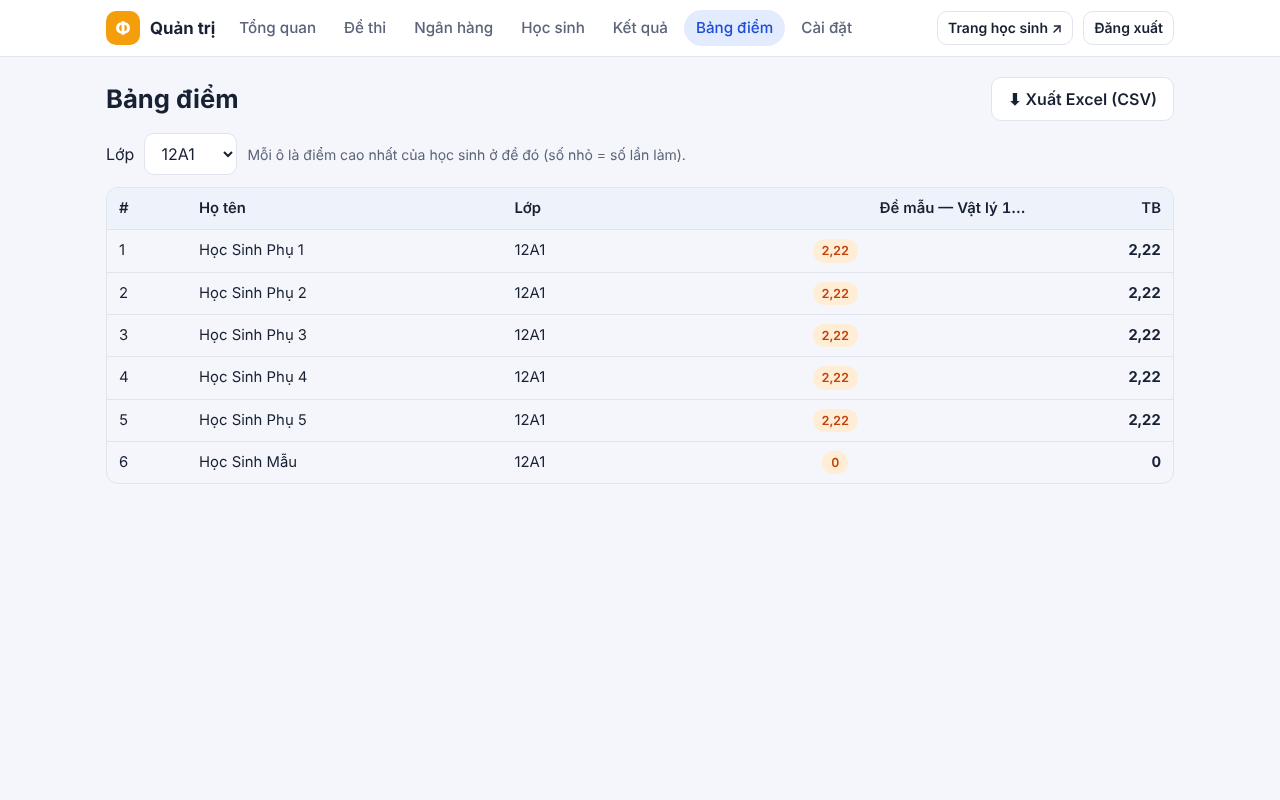 Φ Quản trị Tổng quan Đề thi Ngân hàng Học sinh Kết quả Bảng điểm Cài đặt Trang học sinh ↗ Đăng xuất
Bảng điểm ⬇ Xuất Excel (CSV)
Lớp 12A1 Mỗi ô là điểm cao nhất của học sinh ở đề đó (số nhỏ = số lần làm).
# Họ tên Lớp Đề mẫu — Vật lý 1… TB
1 Học Sinh Phụ 1 12A1 2,22 2,22
2 Học Sinh Phụ 2 12A1 2,22 2,22
3 Học Sinh Phụ 3 12A1 2,22 2,22
4 Học Sinh Phụ 4 12A1 2,22 2,22
5 Học Sinh Phụ 5 12A1 2,22 2,22
6 Học Sinh Mẫu 12A1 0 0